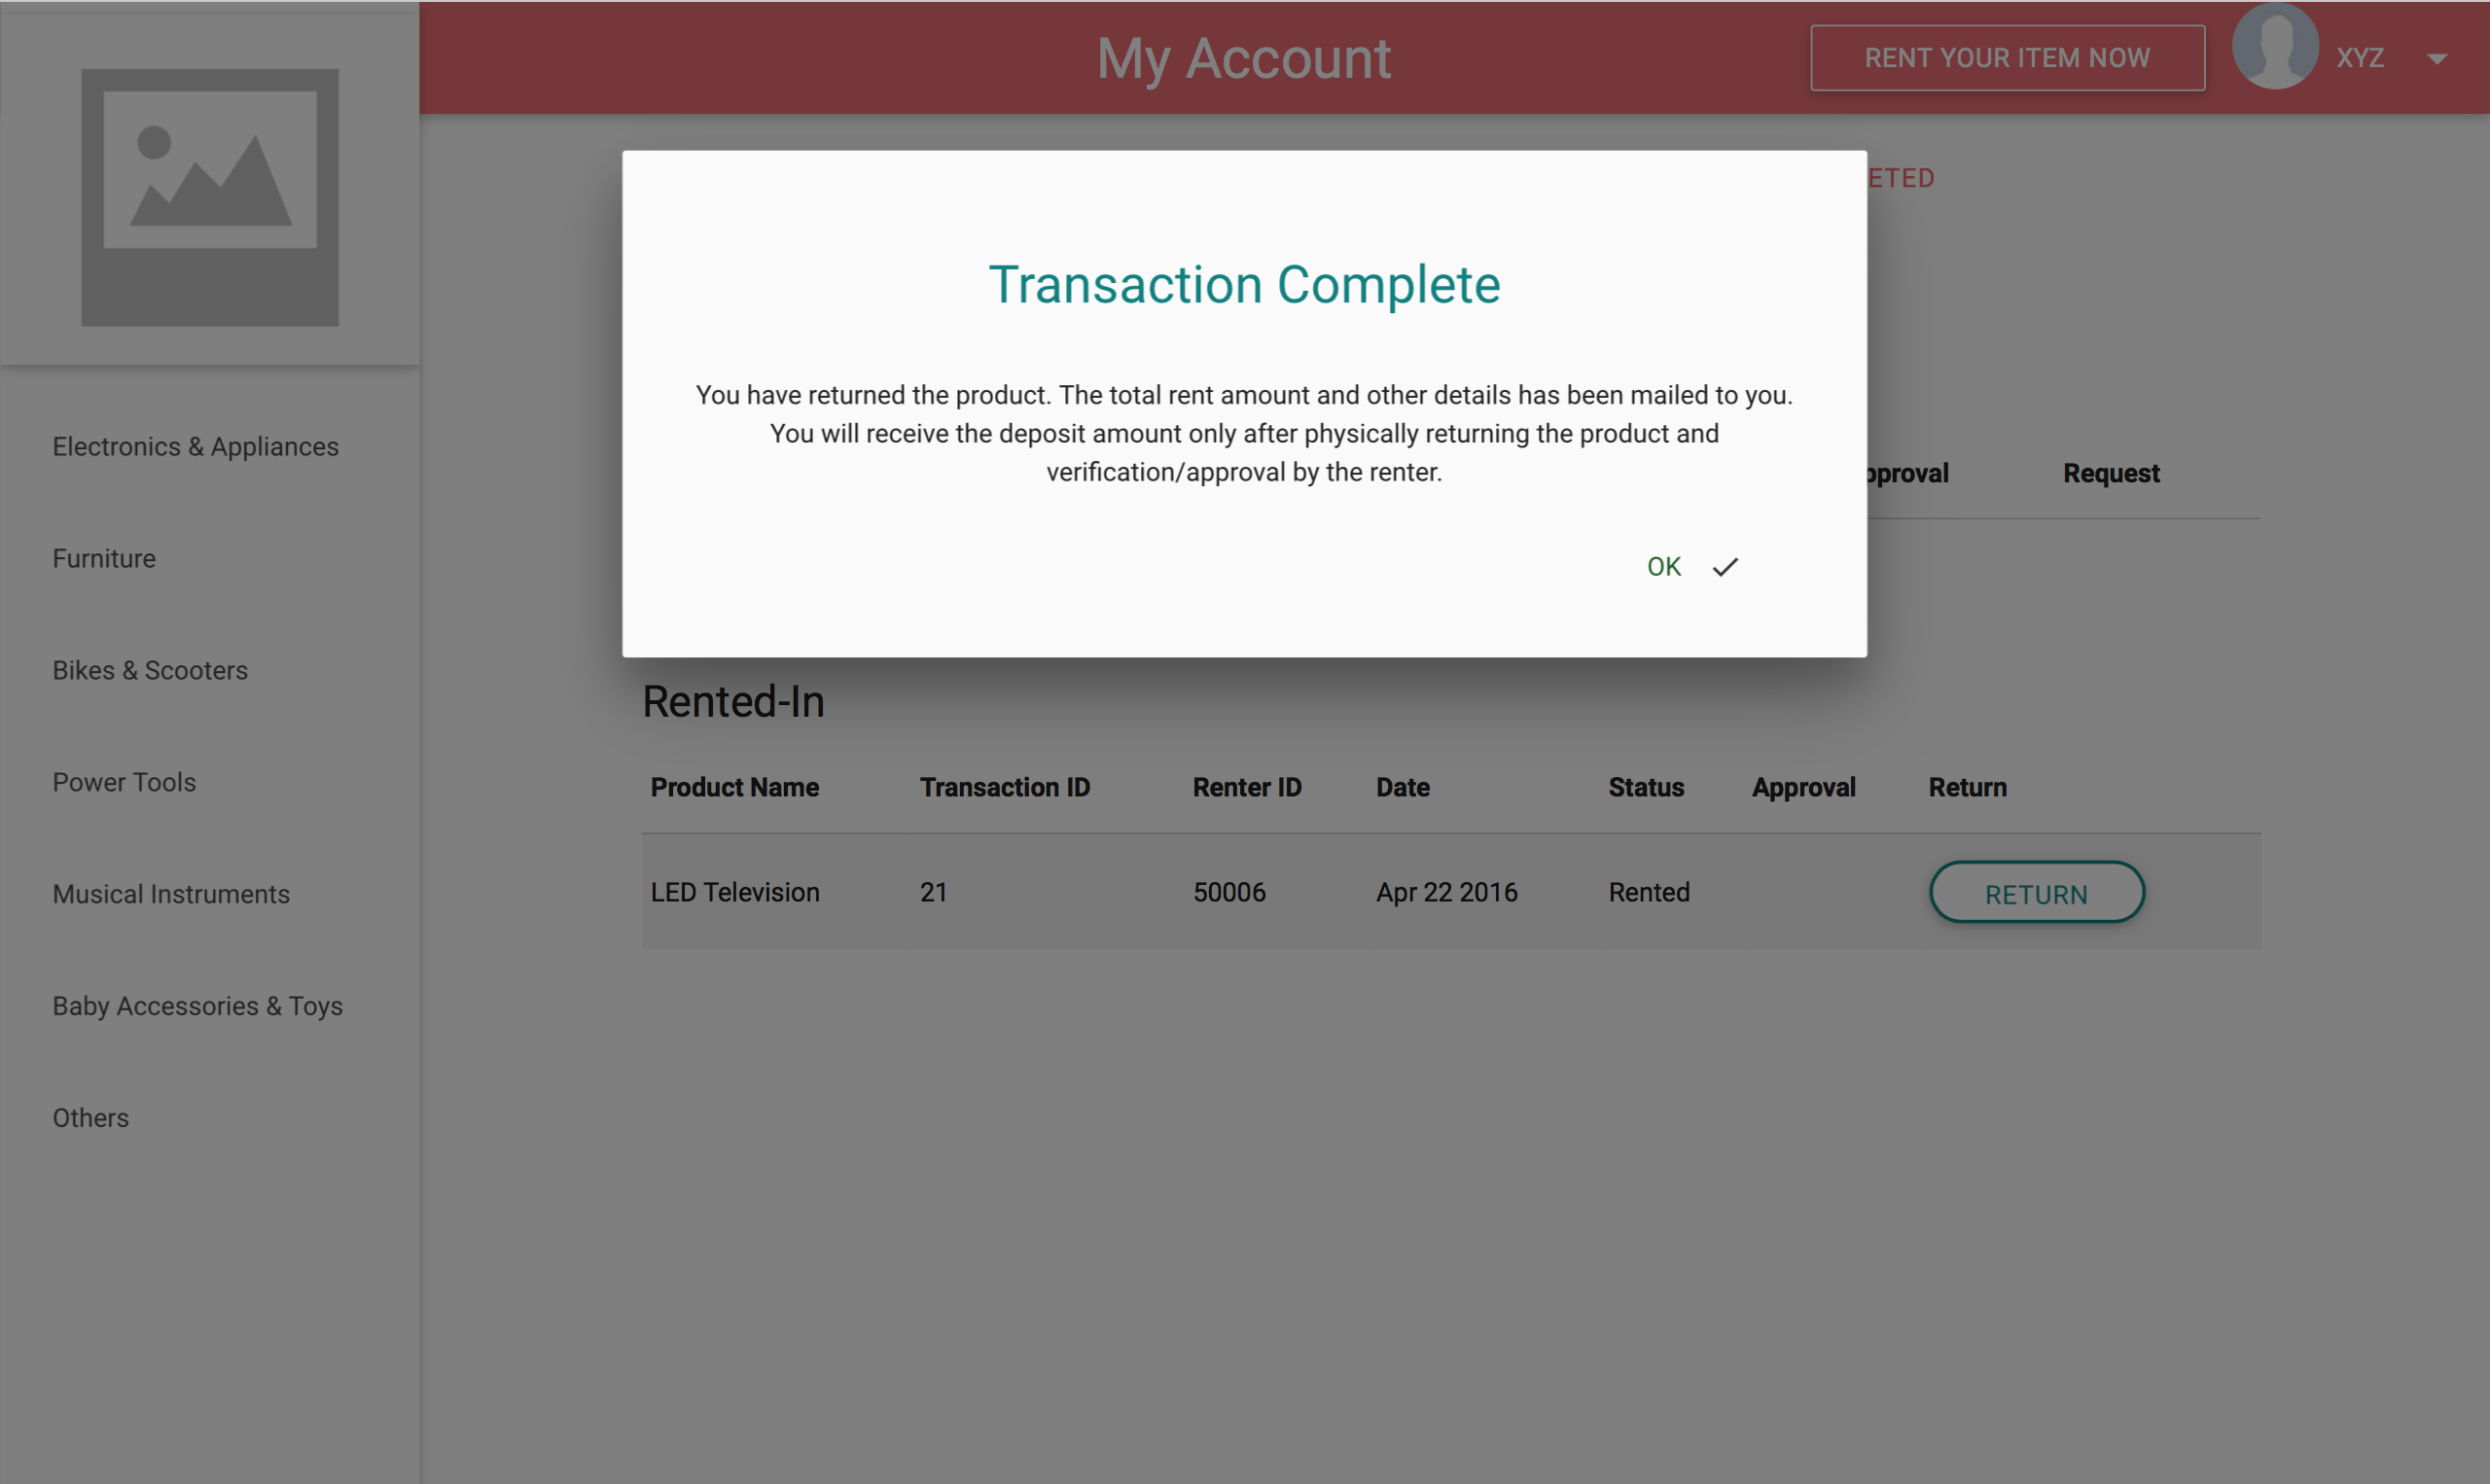 My Account
RENT YOUR ITEM NOW
XYZ
Electronics & Appliances
Furniture
Bikes & Scooters
Power Tools
Musical Instruments
Baby Accessories & Toys
Others
Transaction Complete
You have returned the product. The total rent amount and other details has been mailed to you.
You will receive the deposit amount only after physically returning the product and
verification/approval by the renter.
OK
Request
Rented-In
Product Name Transaction ID Renter ID Date Status Approval Return
LED Television 21 50006 Apr 22 2016 Rented RETURN